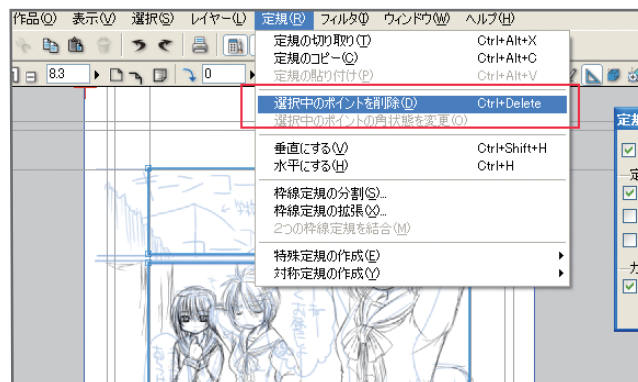 作品(O) 表示(V) 選択(S) レイヤー(L) 定規(R) フィルタ(I) ウィンドウ(W) ヘルプ(H)
定規の切り取り(T) Ctrl+Alt+X
定規のコピー(C) Ctrl+Alt+C
定規の貼り付け(P) Ctrl+Alt+V
8.3 0
選択中のポイントを削除(D) Ctrl+Delete
選択中のポイントの角状態を変更(O)
垂直にする(V) Ctrl+Shift+H
水平にする(H) Ctrl+H
枠線定規の分割(S)...
枠線定規の拡張(X)...
2つの枠線定規を結合(M)
特殊定規の作成(E)
対称定規の作成(Y)